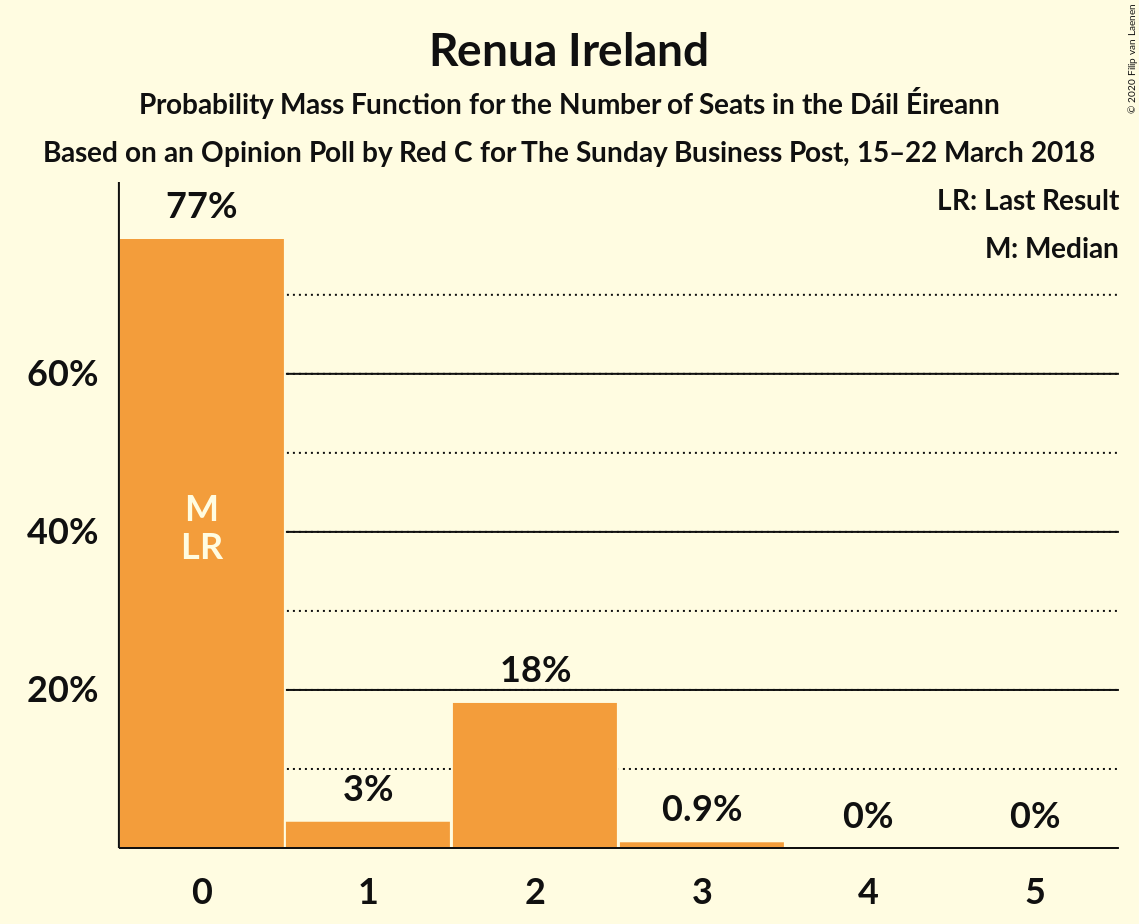 Renua Ireland
Probability Mass Function for the Number of Seats in the Dáil Éireann
Based on an Opinion Poll by Red C for The Sunday Business Post, 15–22 March 2018
© 2020 Filip van Laenen
LR: Last Result
M: Median
77%
60%
40%
20%
M
LR
3%
18%
0.9%
0%
0%
0 1 2 3 4 5